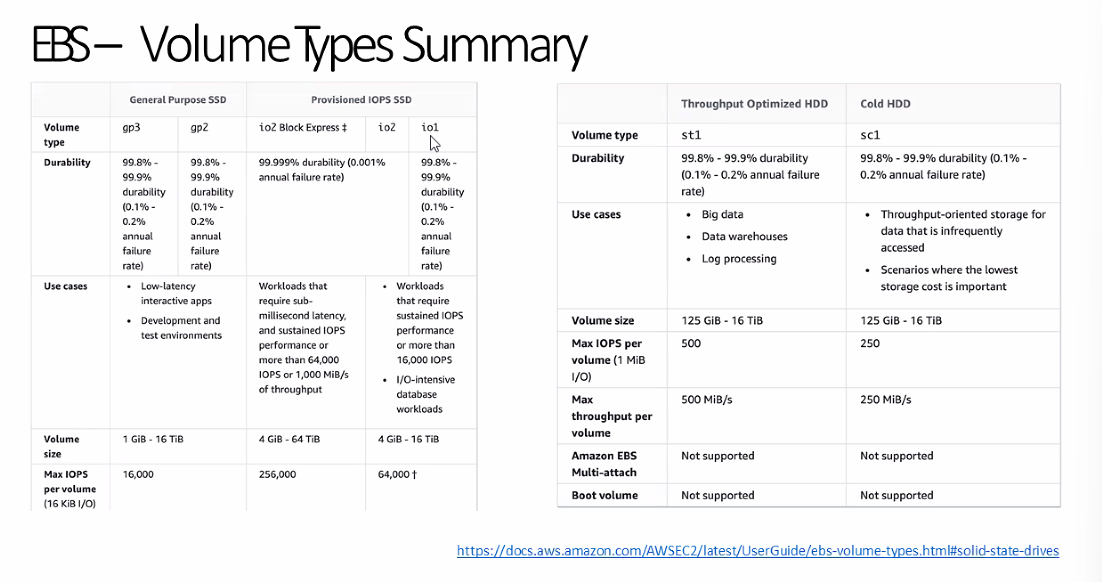 EBS – Volume Types Summary
General Purpose SSD Provisioned IOPS SSD
Volume type gp3 gp2 io2 Block Express ‡ io2 io1
Durability
99.8% - 99.9% durability (0.1% - 0.2% annual failure rate)
99.8% - 99.9% durability (0.1% - 0.2% annual failure rate)
99.999% durability (0.001% annual failure rate)
99.8% - 99.9% durability (0.1% - 0.2% annual failure rate)
Use cases
• Low-latency interactive apps
• Development and test environments
Workloads that require sub-millisecond latency, and sustained IOPS performance or more than 64,000 IOPS or 1,000 MiB/s of throughput
• Workloads that require sustained IOPS performance or more than 16,000 IOPS
• I/O-intensive database workloads
Volume size 1 GiB - 16 TiB 4 GiB - 64 TiB 4 GiB - 16 TiB
Max IOPS per volume (16 KiB I/O) 16,000 256,000 64,000 †
Throughput Optimized HDD Cold HDD
Volume type st1 sc1
Durability
99.8% - 99.9% durability (0.1% - 0.2% annual failure rate)
99.8% - 99.9% durability (0.1% - 0.2% annual failure rate)
Use cases
• Big data
• Data warehouses
• Log processing
• Throughput-oriented storage for data that is infrequently accessed
• Scenarios where the lowest storage cost is important
Volume size 125 GiB - 16 TiB 125 GiB - 16 TiB
Max IOPS per volume (1 MiB I/O) 500 250
Max throughput per volume 500 MiB/s 250 MiB/s
Amazon EBS Multi-attach Not supported Not supported
Boot volume Not supported Not supported
https://docs.aws.amazon.com/AWSEC2/latest/UserGuide/ebs-volume-types.html#solid-state-drives